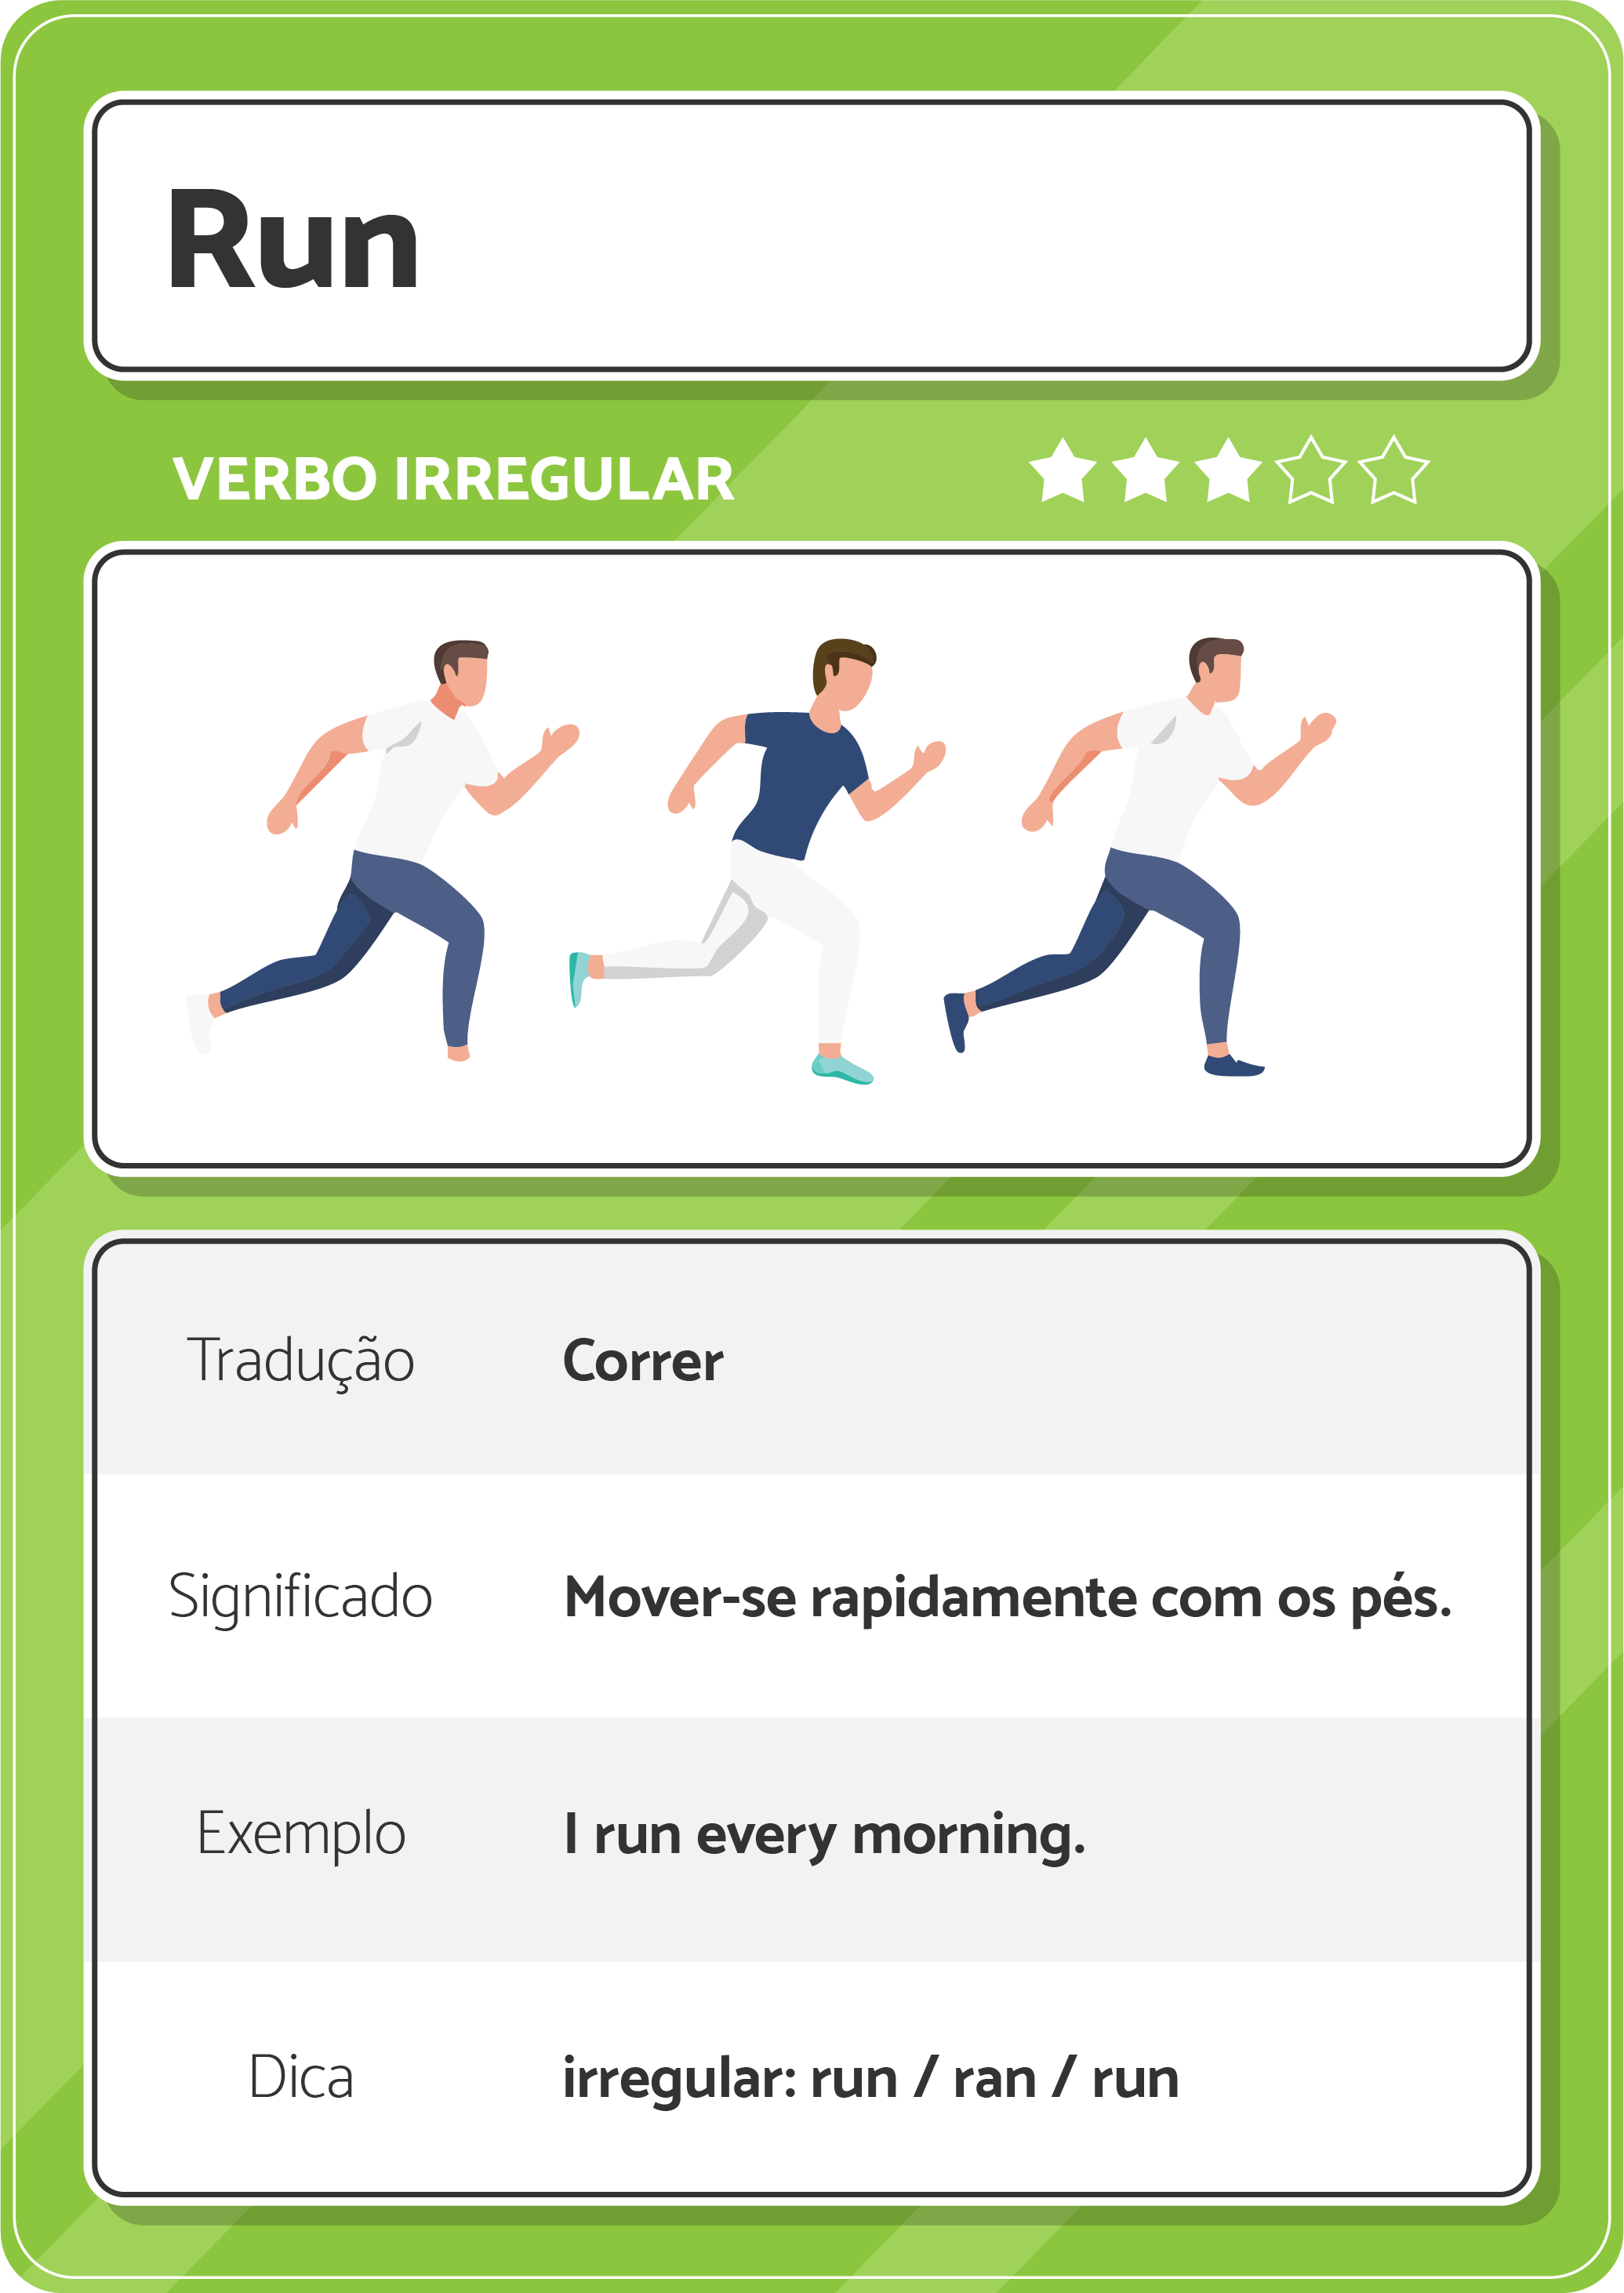 Run
VERBO IRREGULAR
Tradução
Correr
Significado
Mover-se rapidamente com os pés.
Exemplo
I run every morning.
Dica
irregular: run / ran / run